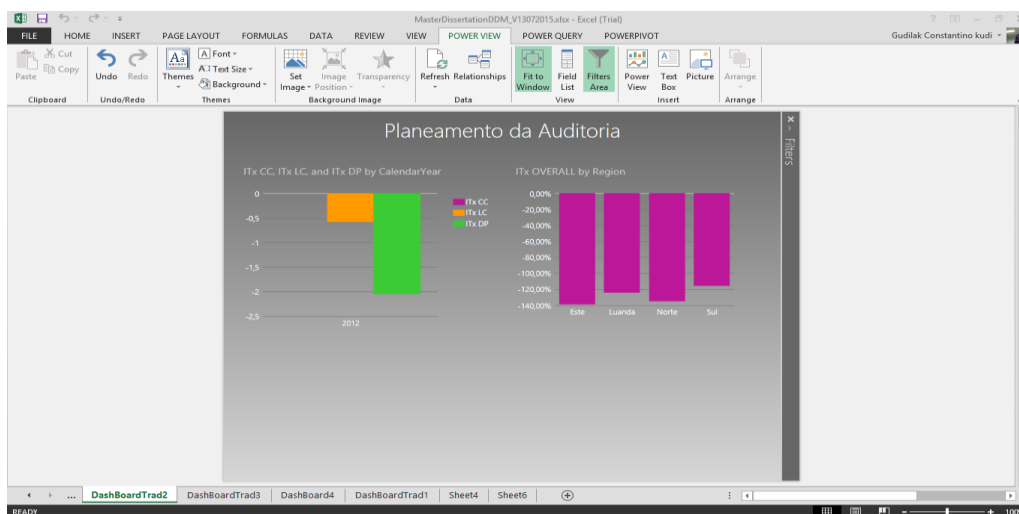 MasterDissertationDDM_V13072015.xlsx - Excel (Trial)
FILE HOME INSERT PAGE LAYOUT FORMULAS DATA REVIEW VIEW POWER VIEW POWER QUERY POWERPIVOT Gudilak Constantino kudi
Paste Cut Copy
Undo Redo
Themes Font Text Size Background
Set Image Image Position Transparency
Refresh Relationships
Fit to Window Field List Filters Area
Power View Text Box Picture
Arrange
Clipboard Undo/Redo Themes Background Image Data View Insert Arrange
Planeamento da Auditoria
Filters
ITx CC, ITx LC, and ITx DP by CalendarYear
0
-0,5
-1
-1,5
-2
-2,5
2012
ITx CC
ITx LC
ITx DP
ITx OVERALL by Region
0,00%
-20,00%
-40,00%
-60,00%
-80,00%
-100,00%
-120,00%
-140,00%
Este Luanda Norte Sul
... DashBoardTrad2 DashBoardTrad3 DashBoard4 DashBoardTrad1 Sheet4 Sheet6
READY 100